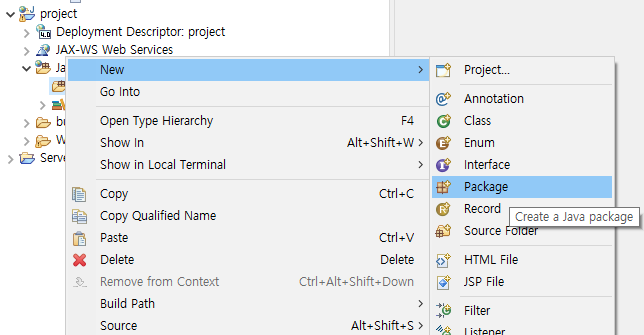 project
Deployment Descriptor: project
JAX-WS Web Services
Ja
New
Go Into
Open Type Hierarchy F4
Show In Alt+Shift+W
Show in Local Terminal
Copy Ctrl+C
Copy Qualified Name
Paste Ctrl+V
Delete Delete
Remove from Context Ctrl+Alt+Shift+Down
Build Path
Source Alt+Shift+S
bu
W
Serve
Project...
Annotation
Class
Enum
Interface
Package
Record
Create a Java package
Source Folder
HTML File
JSP File
Filter
Listener